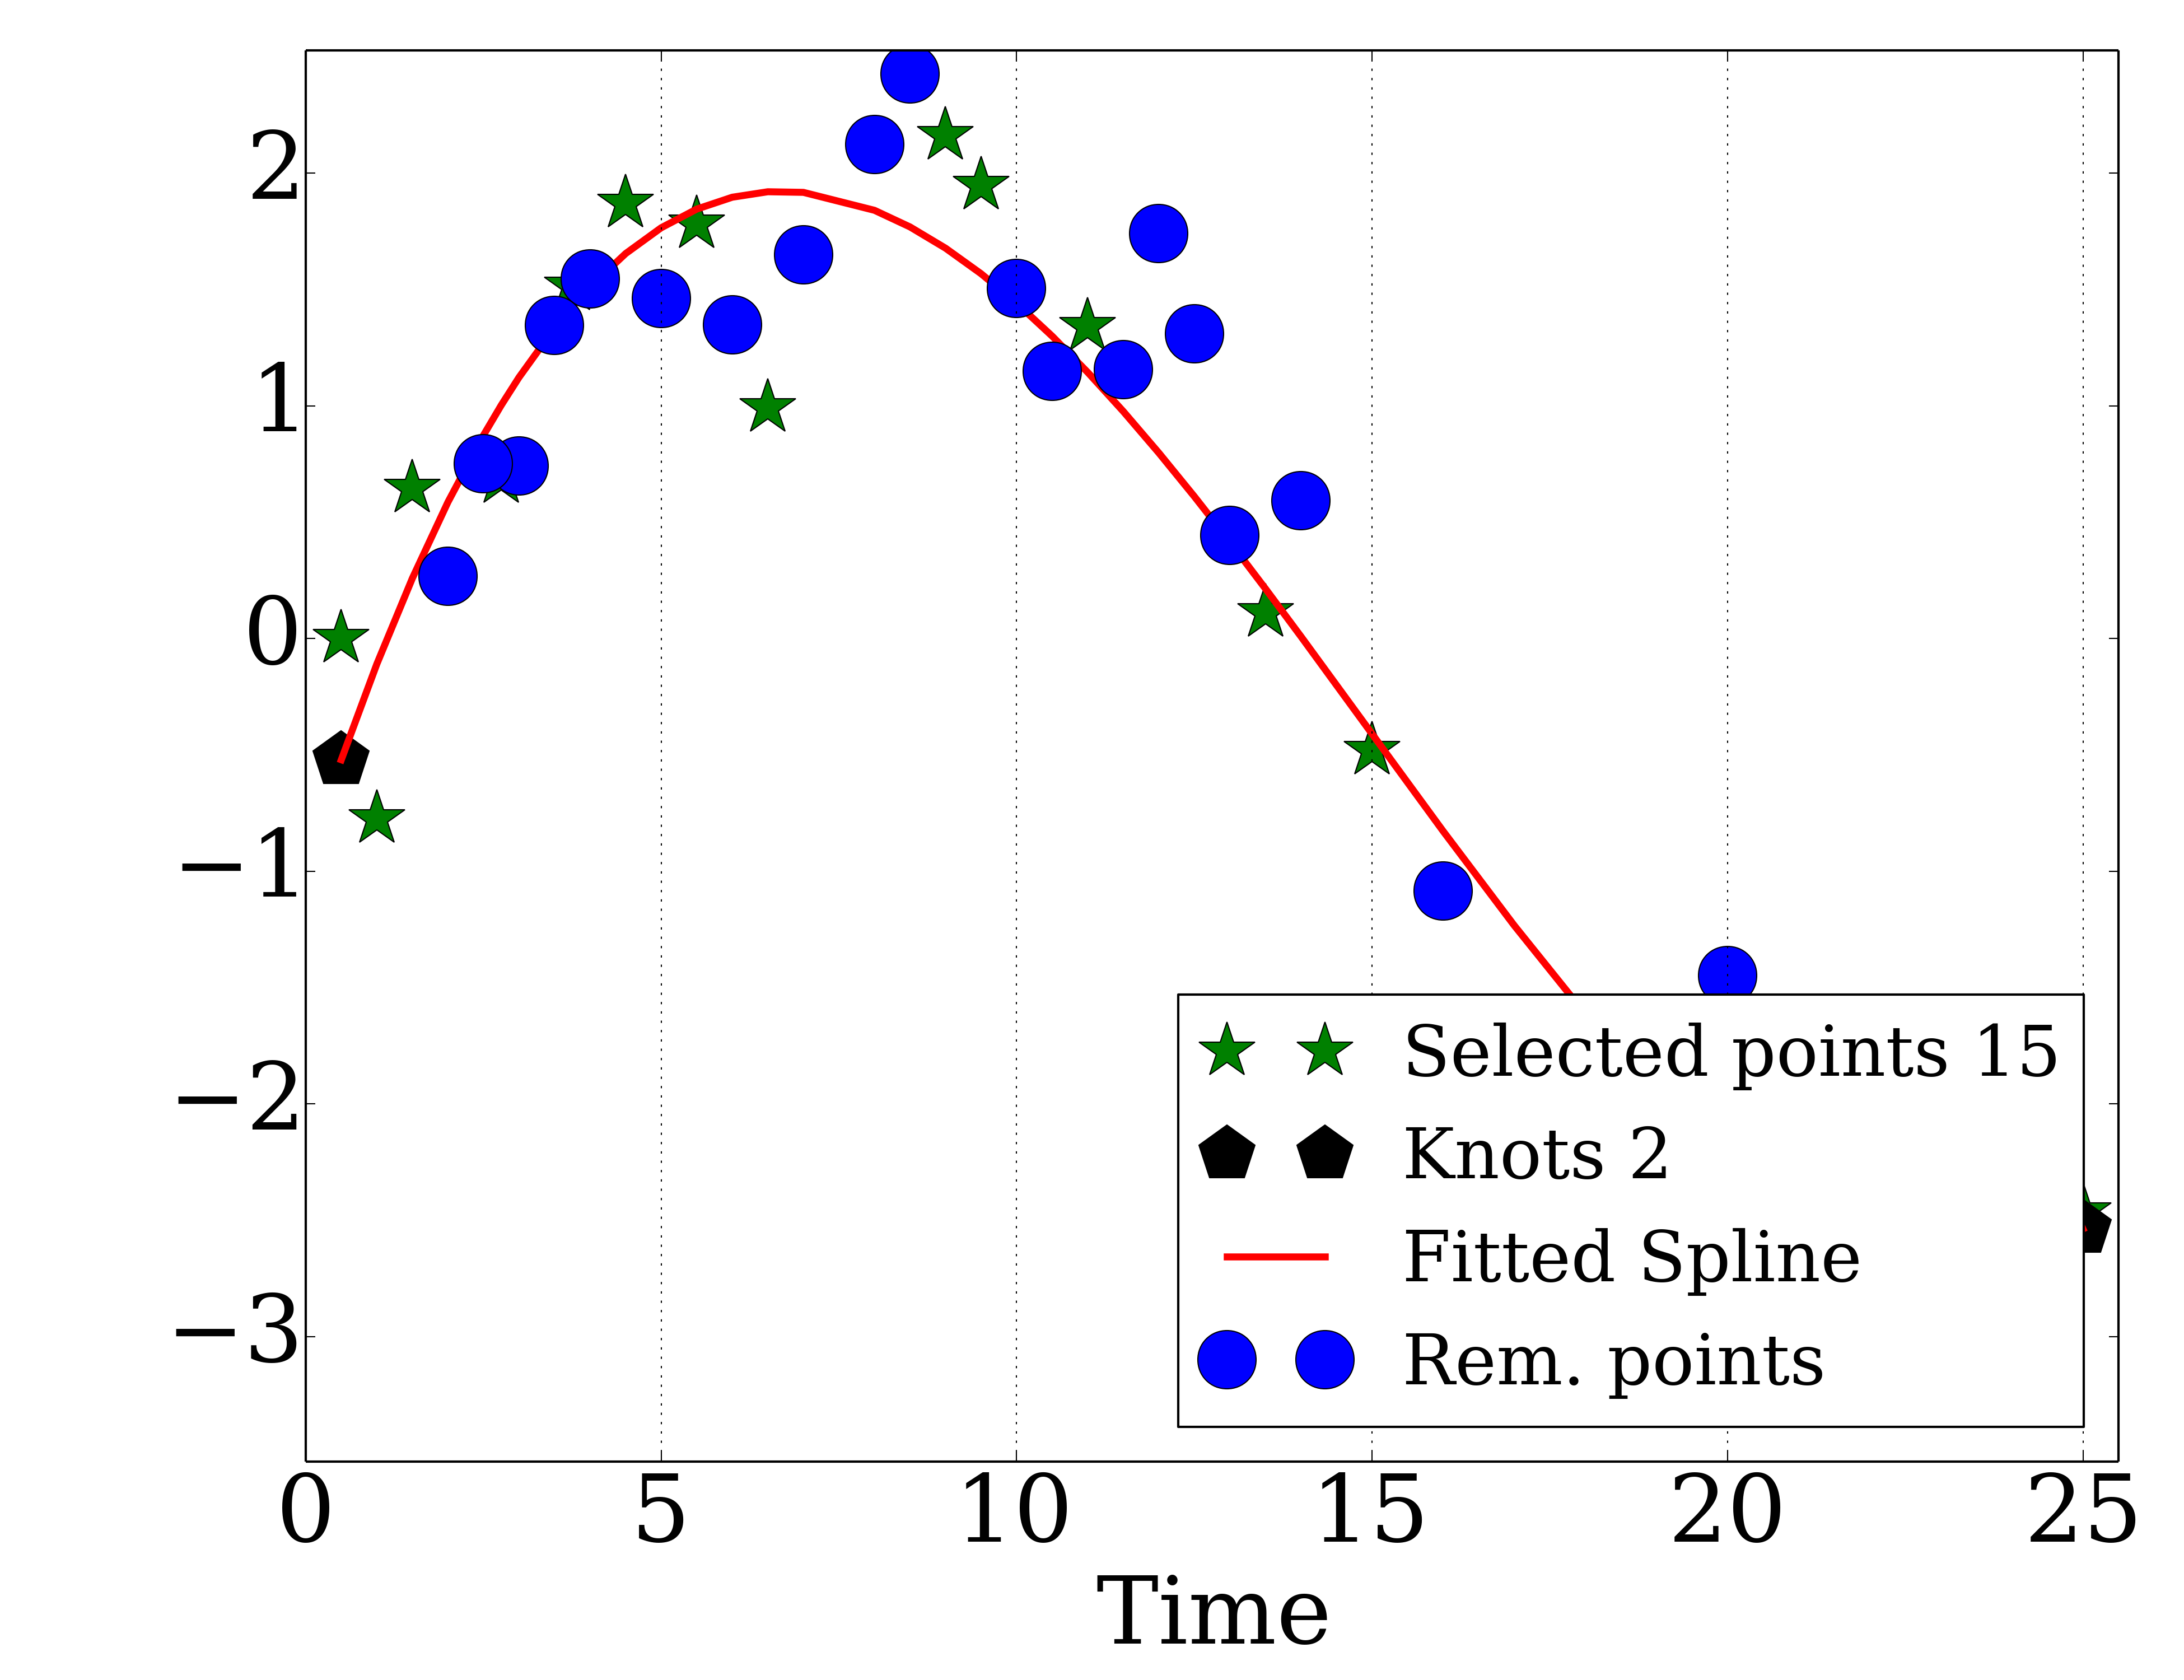 2
1
0
−1
−2
−3
Selected points 15
Knots 2
Fitted Spline
Rem. points
0 5 10 15 20 25
Time